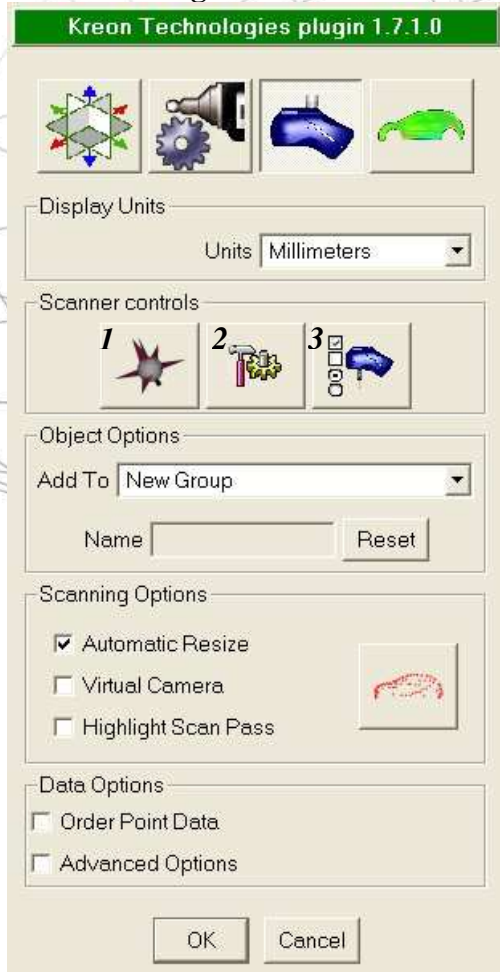 Kreon Technologies plugin 1.7.1.0
Display Units
Units Millimeters
Scanner controls
1 2 3
Object Options
Add To New Group
Name Reset
Scanning Options
Automatic Resize
Virtual Camera
Highlight Scan Pass
Data Options
Order Point Data
Advanced Options
OK Cancel